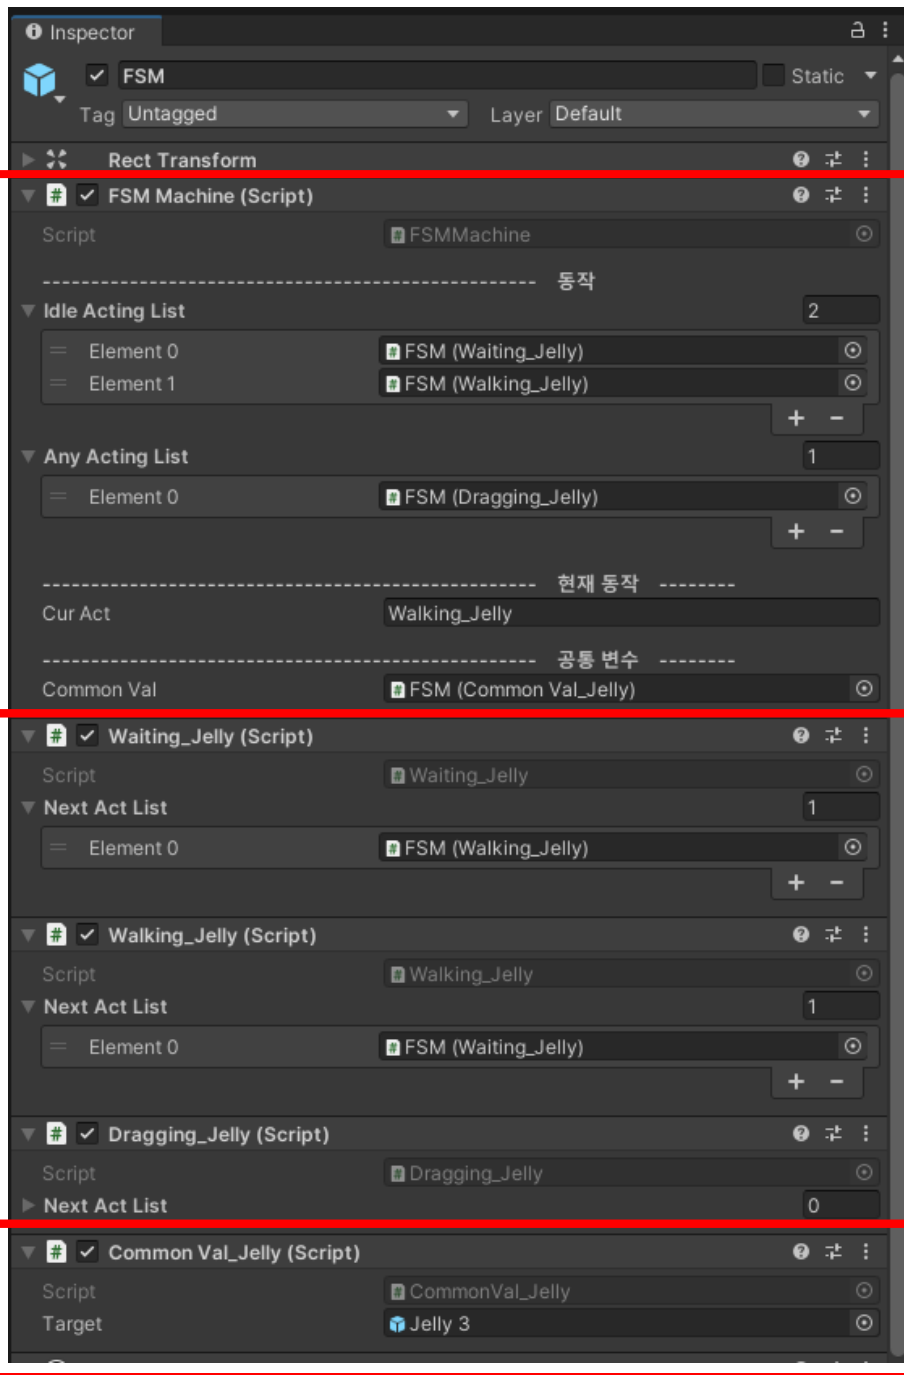 Inspector
FSM Static
Tag Untagged Layer Default
Rect Transform
FSM Machine (Script)
Script FSMMachine
--------------------------------------------------- 동작
Idle Acting List 2
Element 0 FSM (Waiting_Jelly)
Element 1 FSM (Walking_Jelly)
+ -
Any Acting List 1
Element 0 FSM (Dragging_Jelly)
+ -
--------------------------------------------------- 현재 동작 --------
Cur Act Walking_Jelly
--------------------------------------------------- 공통 변수 --------
Common Val FSM (Common Val_Jelly)
Waiting_Jelly (Script)
Script Waiting_Jelly
Next Act List 1
Element 0 FSM (Walking_Jelly)
+ -
Walking_Jelly (Script)
Script Walking_Jelly
Next Act List 1
Element 0 FSM (Waiting_Jelly)
+ -
Dragging_Jelly (Script)
Script Dragging_Jelly
Next Act List 0
Common Val_Jelly (Script)
Script CommonVal_Jelly
Target Jelly 3